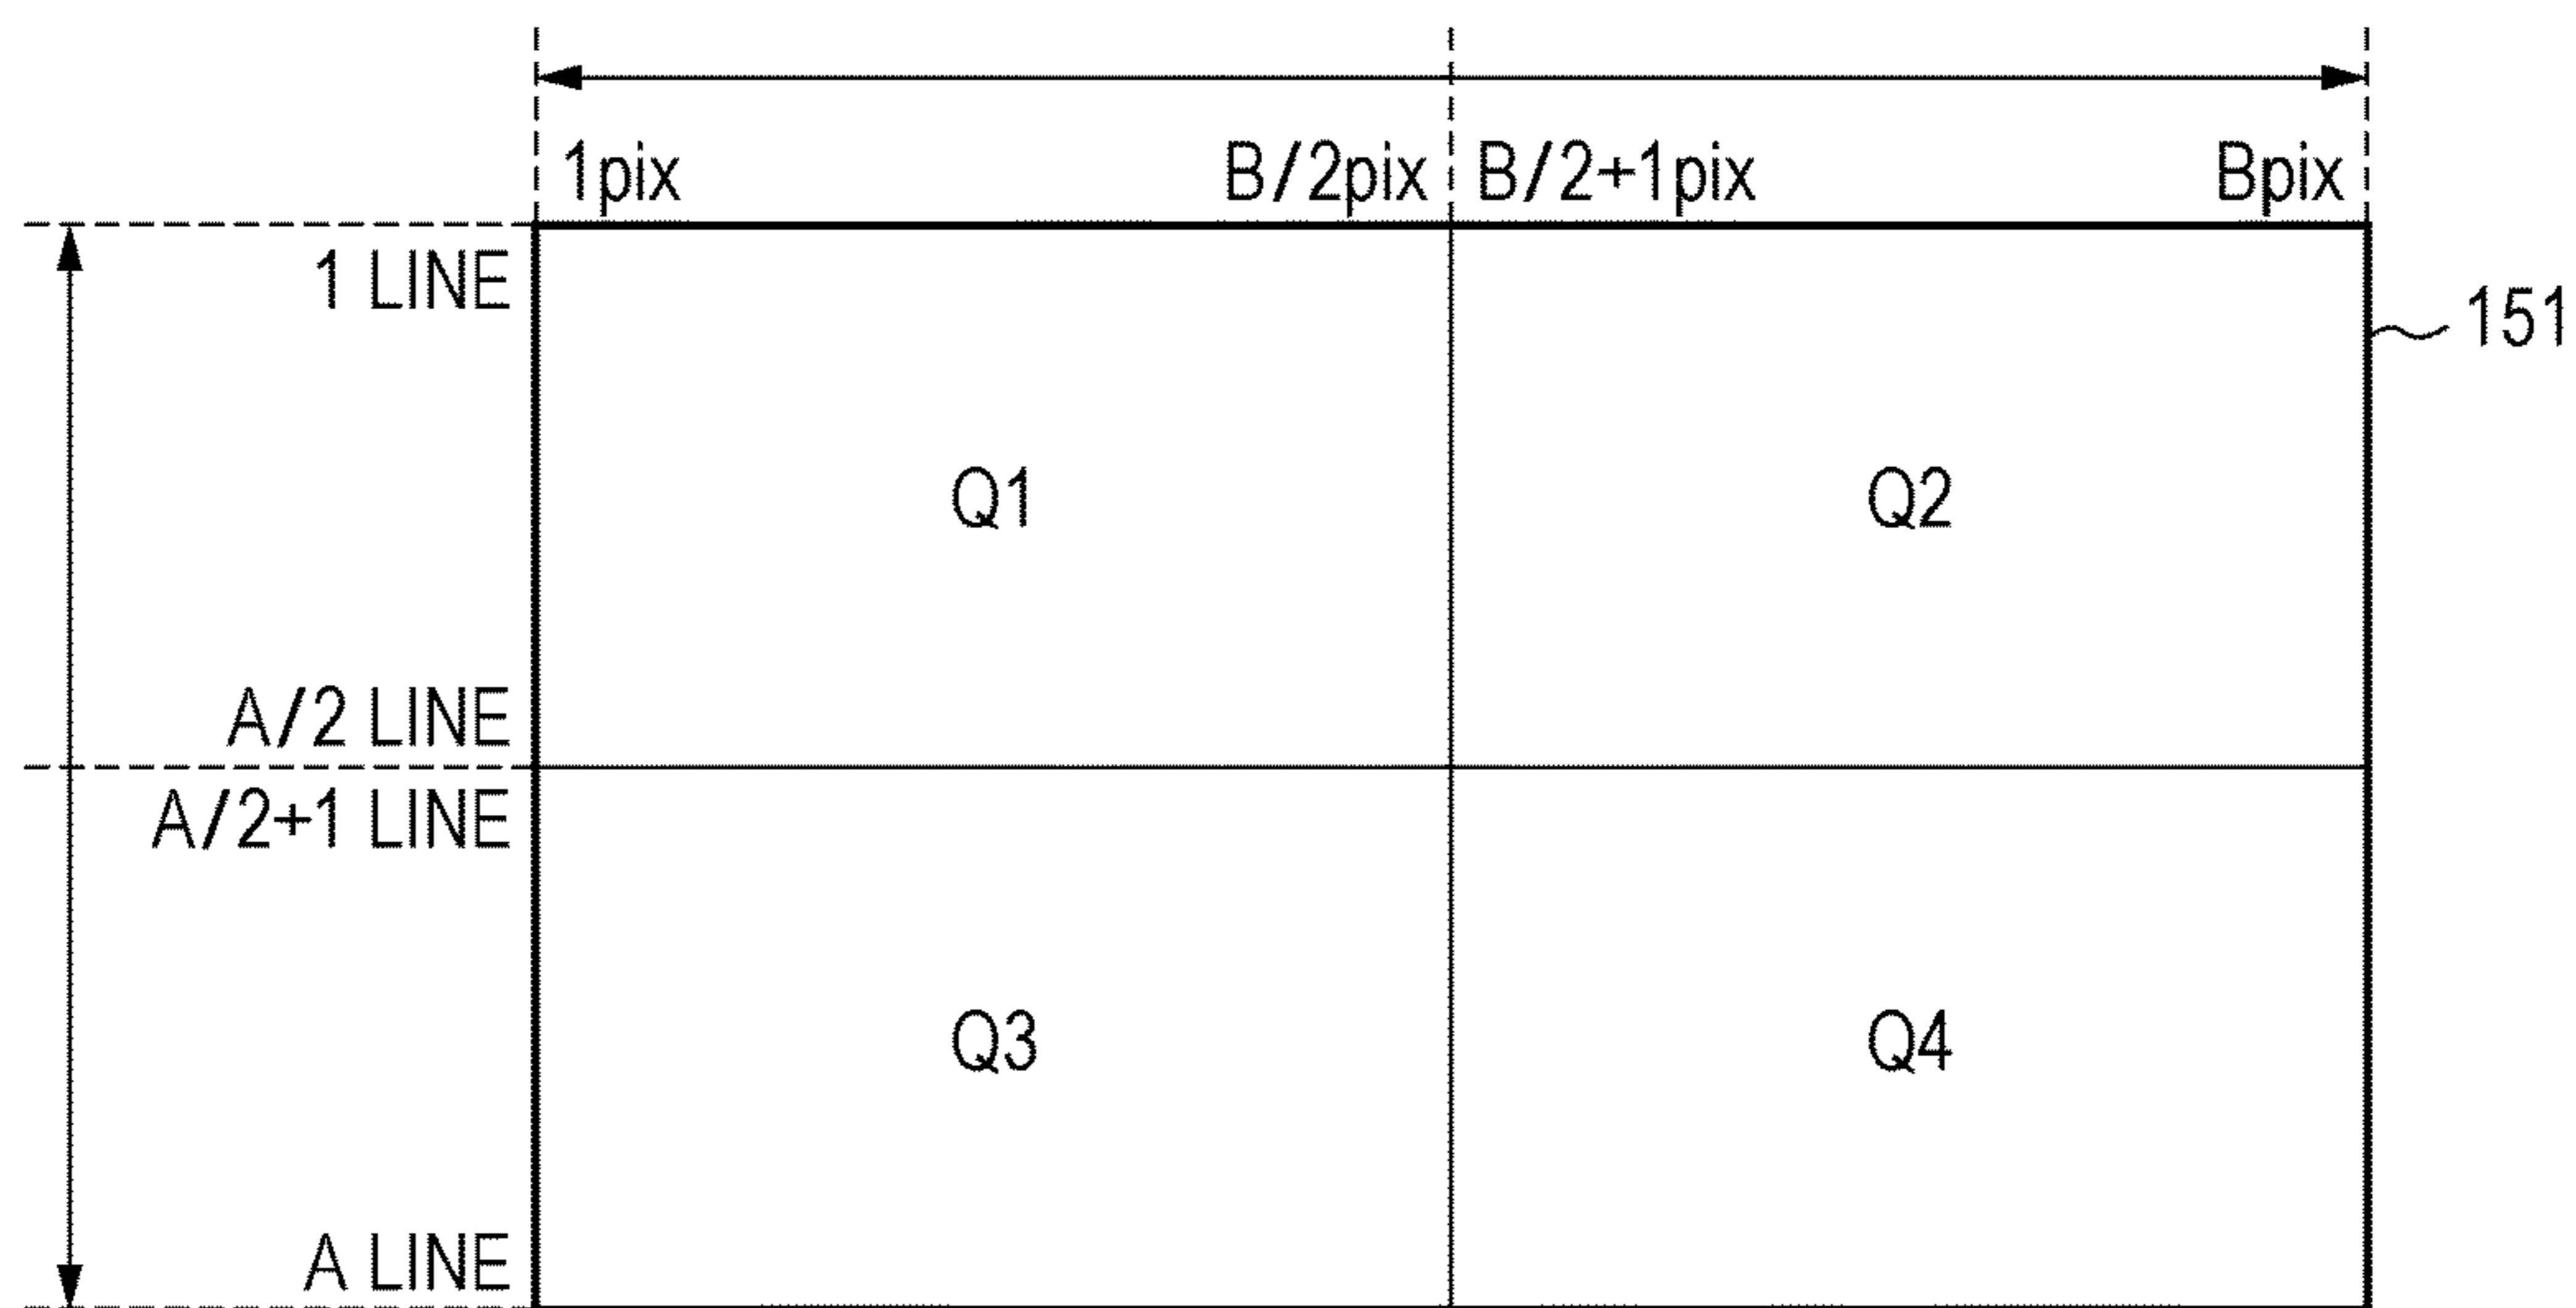 1pix B/2pix B/2+1pix Bpix
1 LINE
151
Q1 Q2
A/2 LINE
A/2+1 LINE
Q3 Q4
A LINE